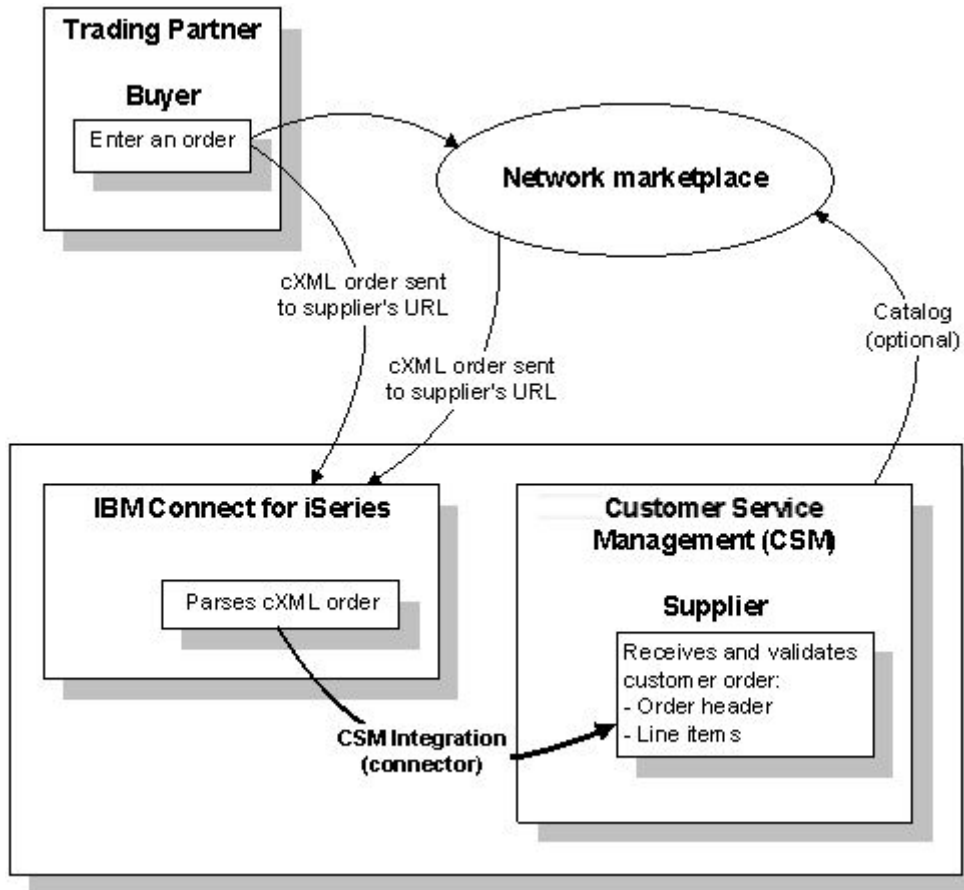 Trading Partner
Buyer
Enter an order
Network marketplace
cXML order sent
to supplier's URL
cXML order sent
to supplier's URL
Catalog
(optional)
IBM Connect for iSeries
Parses cXML order
Customer Service
Management (CSM)
Supplier
Receives and validates
customer order:
- Order header
- Line items
CSM Integration
(connector)